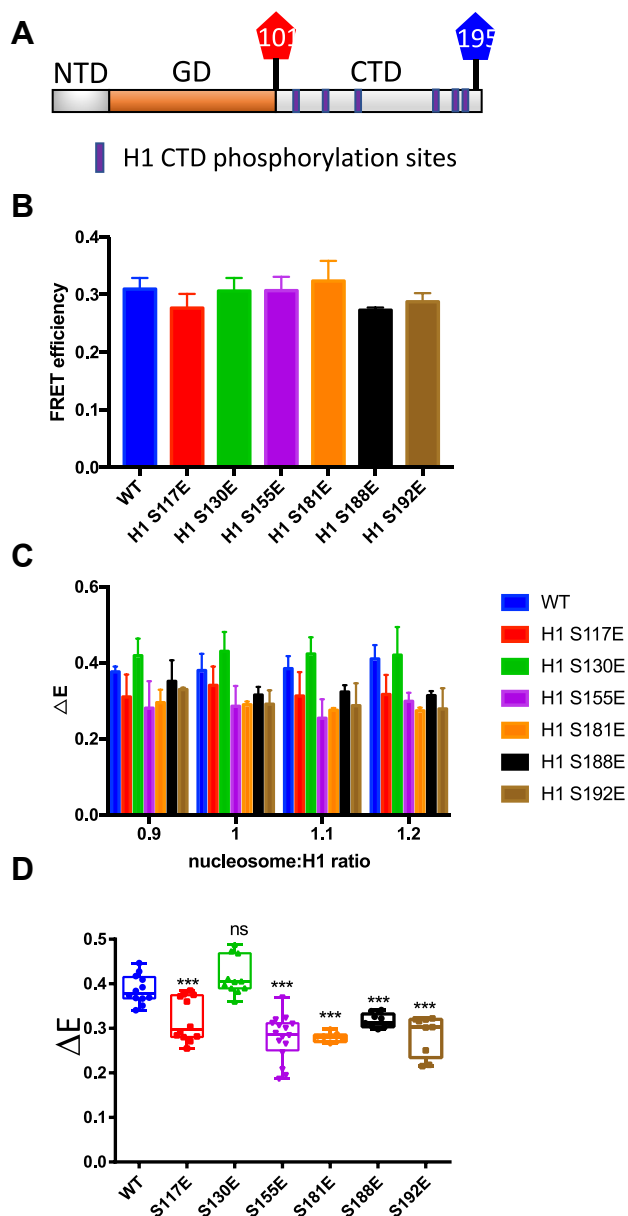 A
101
195
NTD GD CTD
H1 CTD phosphorylation sites
B
FRET efficiency
0.4
0.3
0.2
0.1
0.0
WT
H1 S117E
H1 S130E
H1 S155E
H1 S181E
H1 S188E
H1 S192E
C
△E
0.6
0.4
0.2
0.0
0.9 1 1.1 1.2
nucleosome:H1 ratio
WT
H1 S117E
H1 S130E
H1 S155E
H1 S181E
H1 S188E
H1 S192E
D
△E
0.5
0.4
0.3
0.2
0.1
0.0
*** ns *** *** *** ***
WT
S117E
S130E
S155E
S181E
S188E
S192E